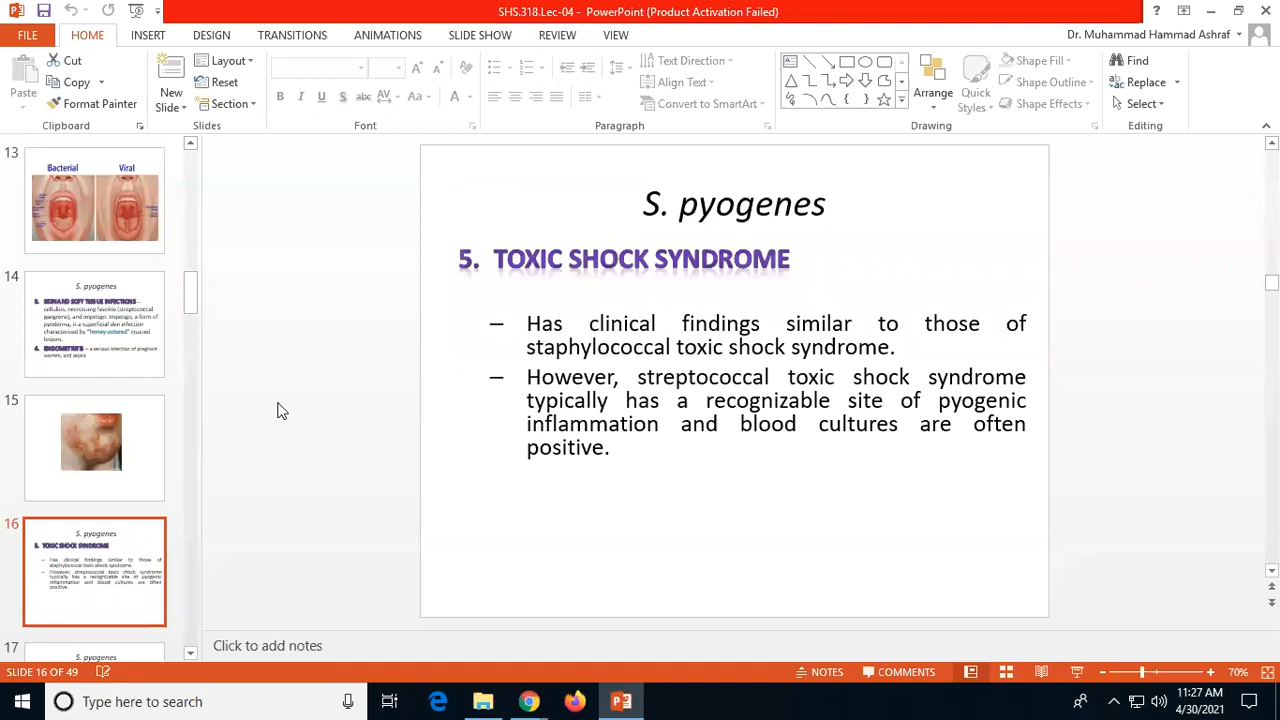 SHS.318.Lec-04 - PowerPoint (Product Activation Failed)
FILE HOME INSERT DESIGN TRANSITIONS ANIMATIONS SLIDE SHOW REVIEW VIEW Dr. Muhammad Hammad Ashraf
Paste
Cut
Copy
Format Painter
Clipboard
New Slide
Layout
Reset
Section
Slides
B I U S abc AV Aa A
Font
Text Direction
Align Text
Convert to SmartArt
Paragraph
Arrange
Quick Styles
Shape Fill
Shape Outline
Shape Effects
Drawing
Find
Replace
Select
Editing
13
Bacterial Viral
14
S. pyogenes
3. SKIN AND SOFT TISSUE INFECTIONS –
cellulitis, necrotizing fasciitis (streptococcal
gangrene), and impetigo. Impetigo, a form of
pyoderma, is a superficial skin infection
characterized by "honey-colored" crusted
lesions.
4. ENDOMETRITIS – a serious infection of pregnant
women, and sepsis
15
16
S. pyogenes
5. TOXIC SHOCK SYNDROME
– Has clinical findings similar to those of
staphylococcal toxic shock syndrome.
– However, streptococcal toxic shock syndrome
typically has a recognizable site of pyogenic
inflammation and blood cultures are often
positive.
17
S. pyogenes
S. pyogenes
5. TOXIC SHOCK SYNDROME
– Has clinical findings similar to those of
staphylococcal toxic shock syndrome.
– However, streptococcal toxic shock syndrome
typically has a recognizable site of pyogenic
inflammation and blood cultures are often
positive.
Click to add notes
SLIDE 16 OF 49 NOTES COMMENTS 70%
Type here to search
11:27 AM
4/30/2021